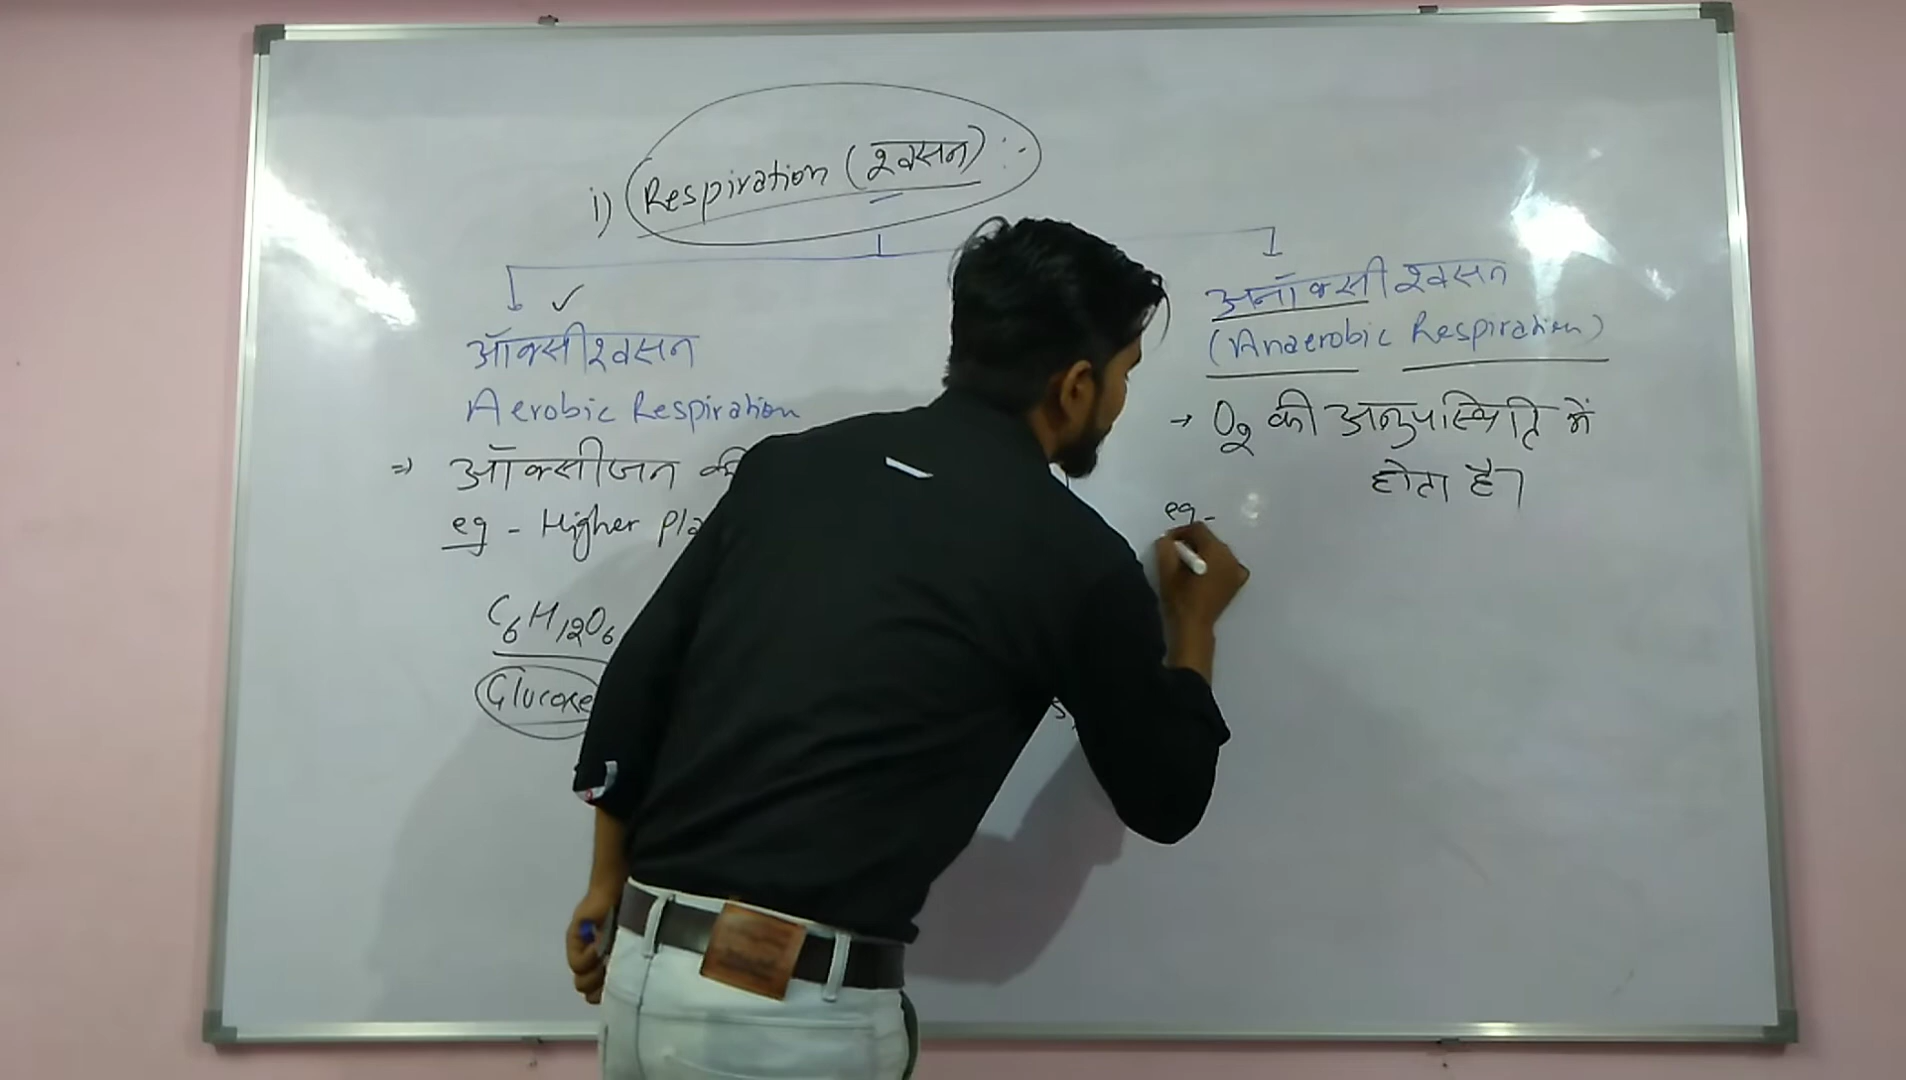 i) Respiration (श्वसन) :-
ऑक्सीश्वसन
Aerobic Respiration
⇒ ऑक्सीजन की
eg - Higher Pla
C₆H₁₂O₆
Glucose
अनॉक्सीश्वसन
(Anaerobic Respiration)
→ O₂ की अनुपस्थिति में
होता है।
eg -